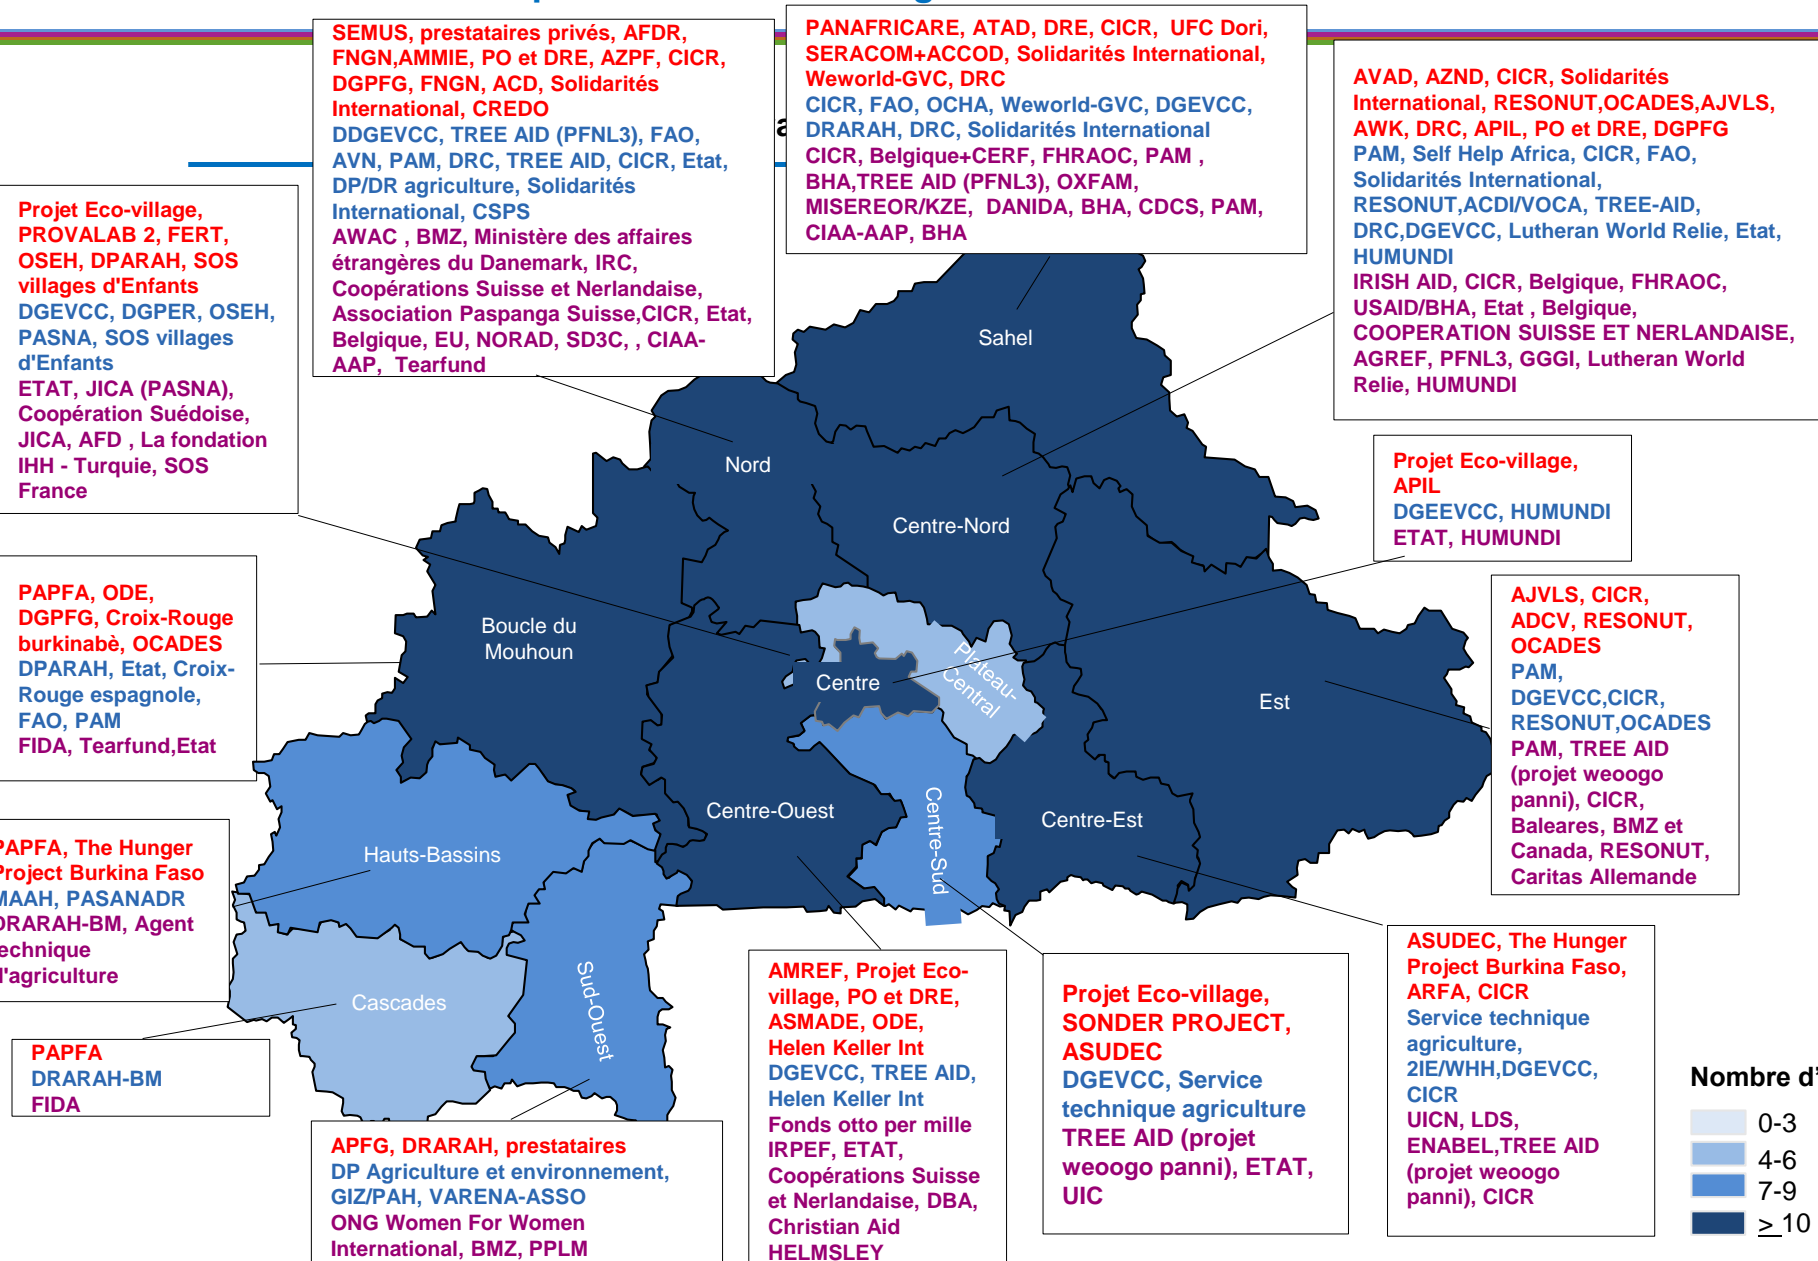 SEMUS, prestataires privés, AFDR,
FNGN,AMMIE, PO et DRE, AZPF, CICR,
DGPFG, FNGN, ACD, Solidarités
International, CREDO
DDGEVCC, TREE AID (PFNL3), FAO,
AVN, PAM, DRC, TREE AID, CICR, Etat,
DP/DR agriculture, Solidarités
International, CSPS
AWAC , BMZ, Ministère des affaires
étrangères du Danemark, IRC,
Coopérations Suisse et Nerlandaise,
Association Paspanga Suisse,CICR, Etat,
Belgique, EU, NORAD, SD3C, , CIAA-
AAP, Tearfund
PANAFRICARE, ATAD, DRE, CICR, UFC Dori,
SERACOM+ACCOD, Solidarités International,
Weworld-GVC, DRC
CICR, FAO, OCHA, Weworld-GVC, DGEVCC,
DRARAH, DRC, Solidarités International
CICR, Belgique+CERF, FHRAOC, PAM ,
BHA,TREE AID (PFNL3), OXFAM,
MISEREOR/KZE, DANIDA, BHA, CDCS, PAM,
CIAA-AAP, BHA
AVAD, AZND, CICR, Solidarités
International, RESONUT,OCADES,AJVLS,
AWK, DRC, APIL, PO et DRE, DGPFG
PAM, Self Help Africa, CICR, FAO,
Solidarités International,
RESONUT,ACDI/VOCA, TREE-AID,
DRC,DGEVCC, Lutheran World Relie, Etat,
HUMUNDI
IRISH AID, CICR, Belgique, FHRAOC,
USAID/BHA, Etat , Belgique,
COOPERATION SUISSE ET NERLANDAISE,
AGREF, PFNL3, GGGI, Lutheran World
Relie, HUMUNDI
Projet Eco-village,
PROVALAB 2, FERT,
OSEH, DPARAH, SOS
villages d'Enfants
DGEVCC, DGPER, OSEH,
PASNA, SOS villages
d'Enfants
ETAT, JICA (PASNA),
Coopération Suédoise,
JICA, AFD , La fondation
IHH - Turquie, SOS
France
Projet Eco-village,
APIL
DGEEVCC, HUMUNDI
ETAT, HUMUNDI
Sahel
Nord
Centre-Nord
Boucle du
Mouhoun
Plateau-
Central
Centre
Est
Centre-Ouest
Centre-Sud
Centre-Est
Hauts-Bassins
Cascades
Sud-Ouest
PAPFA, ODE,
DGPFG, Croix-Rouge
burkinabè, OCADES
DPARAH, Etat, Croix-
Rouge espagnole,
FAO, PAM
FIDA, Tearfund,Etat
AJVLS, CICR,
ADCV, RESONUT,
OCADES
PAM,
DGEVCC,CICR,
RESONUT,OCADES
PAM, TREE AID
(projet weoogo
panni), CICR,
Baleares, BMZ et
Canada, RESONUT,
Caritas Allemande
PAPFA, The Hunger
Project Burkina Faso
MAAH, PASANADR
DRARAH-BM, Agent
technique
d'agriculture
PAPFA
DRARAH-BM
FIDA
APFG, DRARAH, prestataires
DP Agriculture et environnement,
GIZ/PAH, VARENA-ASSO
ONG Women For Women
International, BMZ, PPLM
AMREF, Projet Eco-
village, PO et DRE,
ASMADE, ODE,
Helen Keller Int
DGEVCC, TREE AID,
Helen Keller Int
Fonds otto per mille
IRPEF, ETAT,
Coopérations Suisse
et Nerlandaise, DBA,
Christian Aid
HELMSLEY
Projet Eco-village,
SONDER PROJECT,
ASUDEC
DGEVCC, Service
technique agriculture
TREE AID (projet
weoogo panni), ETAT,
UIC
ASUDEC, The Hunger
Project Burkina Faso,
ARFA, CICR
Service technique
agriculture,
2IE/WHH,DGEVCC,
CICR
UICN, LDS,
ENABEL,TREE AID
(projet weoogo
panni), CICR
Nombre d'
0-3
4-6
7-9
> 10